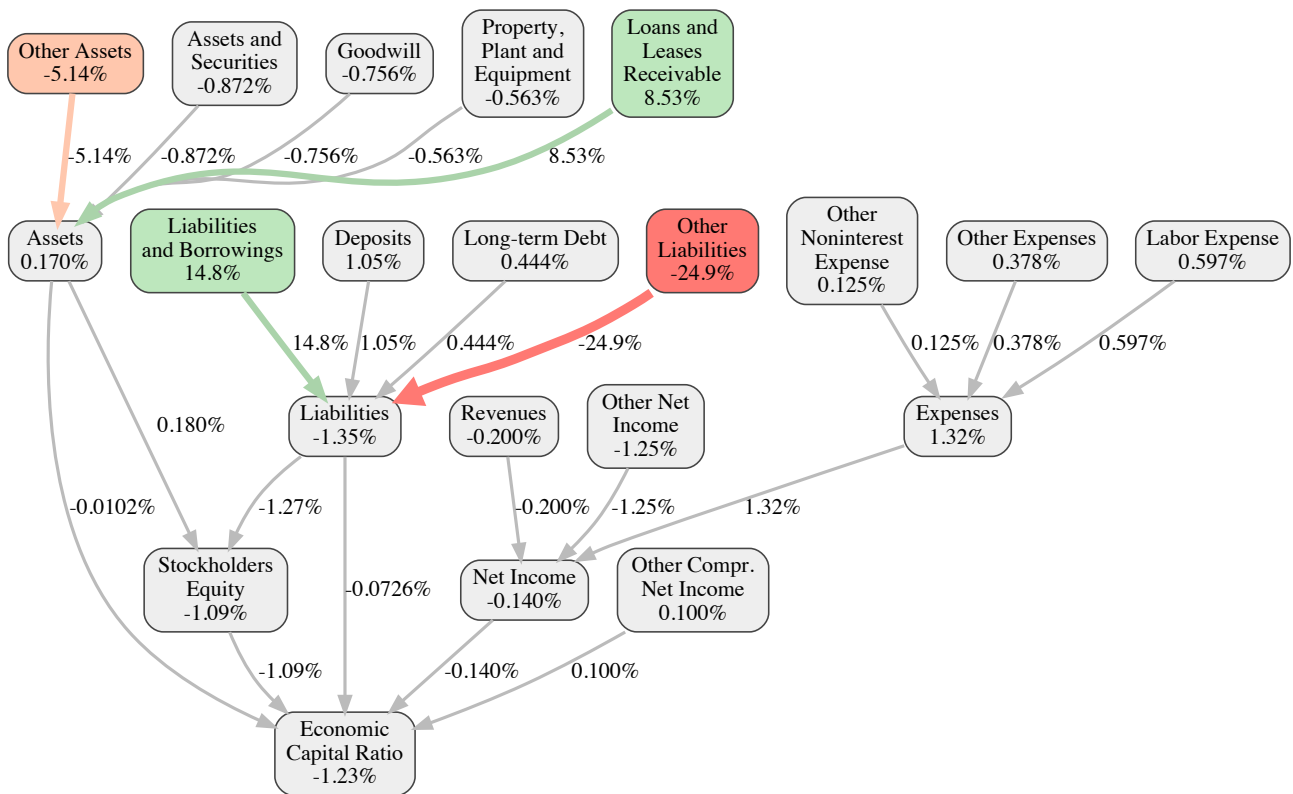 Other Assets
-5.14%
Assets and
Securities
-0.872%
Goodwill
-0.756%
Property,
Plant and
Equipment
-0.563%
Loans and
Leases
Receivable
8.53%
-5.14%
-0.872%
-0.756%
-0.563%
8.53%
Assets
0.170%
Liabilities
and Borrowings
14.8%
Deposits
1.05%
Long-term Debt
0.444%
Other
Liabilities
-24.9%
Other
Noninterest
Expense
0.125%
Other Expenses
0.378%
Labor Expense
0.597%
14.8%
1.05%
0.444%
-24.9%
0.125%
0.378%
0.597%
0.180%
Liabilities
-1.35%
Revenues
-0.200%
Other Net
Income
-1.25%
Expenses
1.32%
-0.0102%
-1.27%
-0.200%
-1.25%
1.32%
Stockholders
Equity
-1.09%
-0.0726%
Net Income
-0.140%
Other Compr.
Net Income
0.100%
-1.09%
-0.140%
0.100%
Economic
Capital Ratio
-1.23%